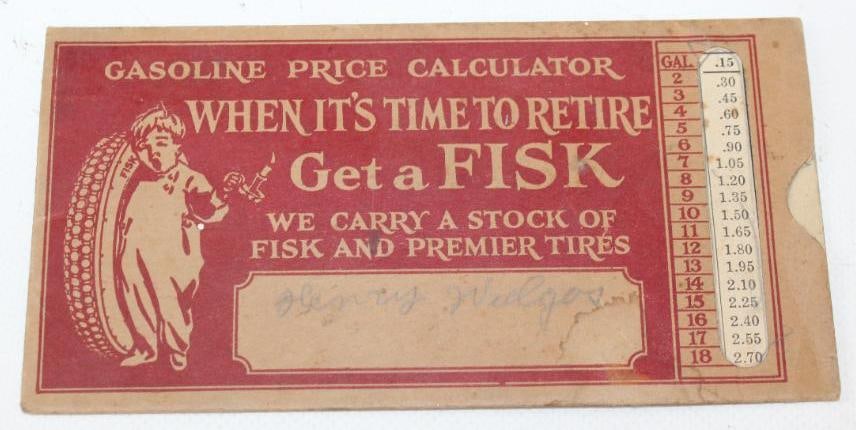 GASOLINE PRICE CALCULATOR
WHEN IT'S TIME TO RETIRE
Get a FISK
WE CARRY A STOCK OF
FISK AND PREMIER TIRES
FISK
Henry
GAL. .15
2 .30
3 .45
4 .60
5 .75
6 .90
7 1.05
8 1.20
9 1.35
10 1.50
11 1.65
12 1.80
13 1.95
14 2.10
15 2.25
16 2.40
17 2.55
18 2.70